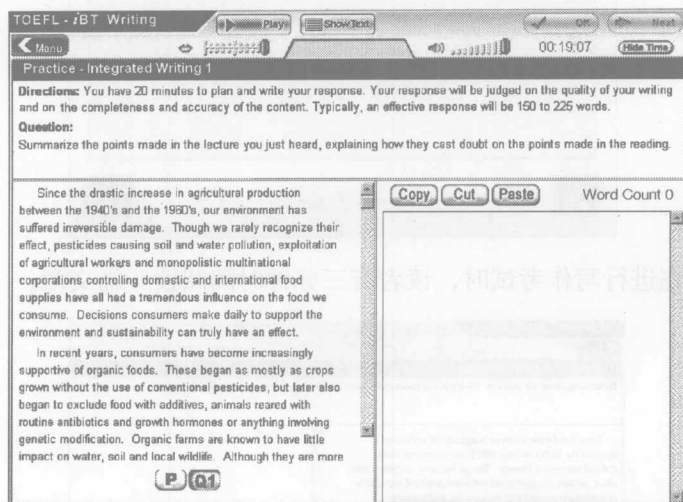 TOEFL - iBT Writing
Play
Show Text
OK
Next
Menu
00:19:07
Hide Time
Practice - Integrated Writing 1
Directions: You have 20 minutes to plan and write your response. Your response will be judged on the quality of your writing
and on the completeness and accuracy of the content. Typically, an effective response will be 150 to 225 words.
Question:
Summarize the points made in the lecture you just heard, explaining how they cast doubt on the points made in the reading.
Copy Cut Paste Word Count 0
Since the drastic increase in agricultural production
between the 1940's and the 1960's, our environment has
suffered irreversible damage. Though we rarely recognize their
effect, pesticides causing soil and water pollution, exploitation
of agricultural workers and monopolistic multinational
corporations controlling domestic and international food
supplies have all had a tremendous influence on the food we
consume. Decisions consumers make daily to support the
environment and sustainability can truly have an effect.
In recent years, consumers have become increasingly
supportive of organic foods. These began as mostly as crops
grown without the use of conventional pesticides, but later also
began to exclude food with additives, animals reared with
routine antibiotics and growth hormones or anything involving
genetic modification. Organic farms are known to have little
impact on water, soil and local wildlife. Although they are more
P Q1